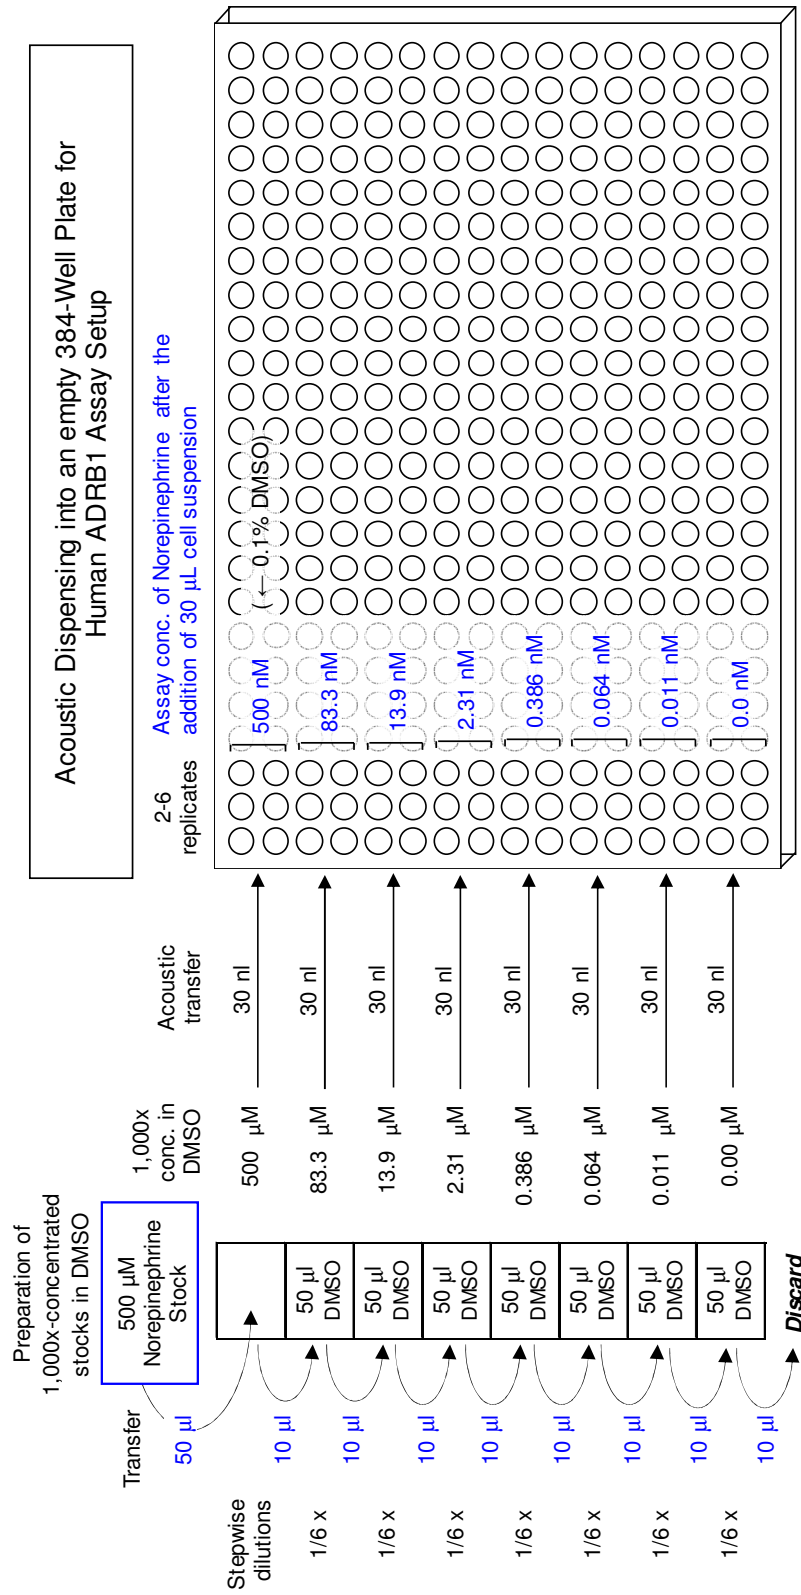 Acoustic Dispensing into an empty 384-Well Plate for
Human ADRB1 Assay Setup
Preparation of
1,000x-concentrated
stocks in DMSO
Transfer
50 µl
500 µM
Norepinephrine
Stock
1,000x
conc. in
DMSO
Acoustic
transfer
2-6
replicates
Assay conc. of Norepinephrine after the
addition of 30 µL cell suspension
Stepwise
dilutions
500 µM
30 nl
500 nM
(← 0.1% DMSO)
10 µl
1/6 x
50 µl
DMSO
83.3 µM
30 nl
83.3 nM
10 µl
1/6 x
50 µl
DMSO
13.9 µM
30 nl
13.9 nM
10 µl
1/6 x
50 µl
DMSO
2.31 µM
30 nl
2.31 nM
10 µl
1/6 x
50 µl
DMSO
0.386 µM
30 nl
0.386 nM
10 µl
1/6 x
50 µl
DMSO
0.064 µM
30 nl
0.064 nM
10 µl
1/6 x
50 µl
DMSO
0.011 µM
30 nl
0.011 nM
10 µl
1/6 x
50 µl
DMSO
0.00 µM
30 nl
0.0 nM
10 µl
Discard